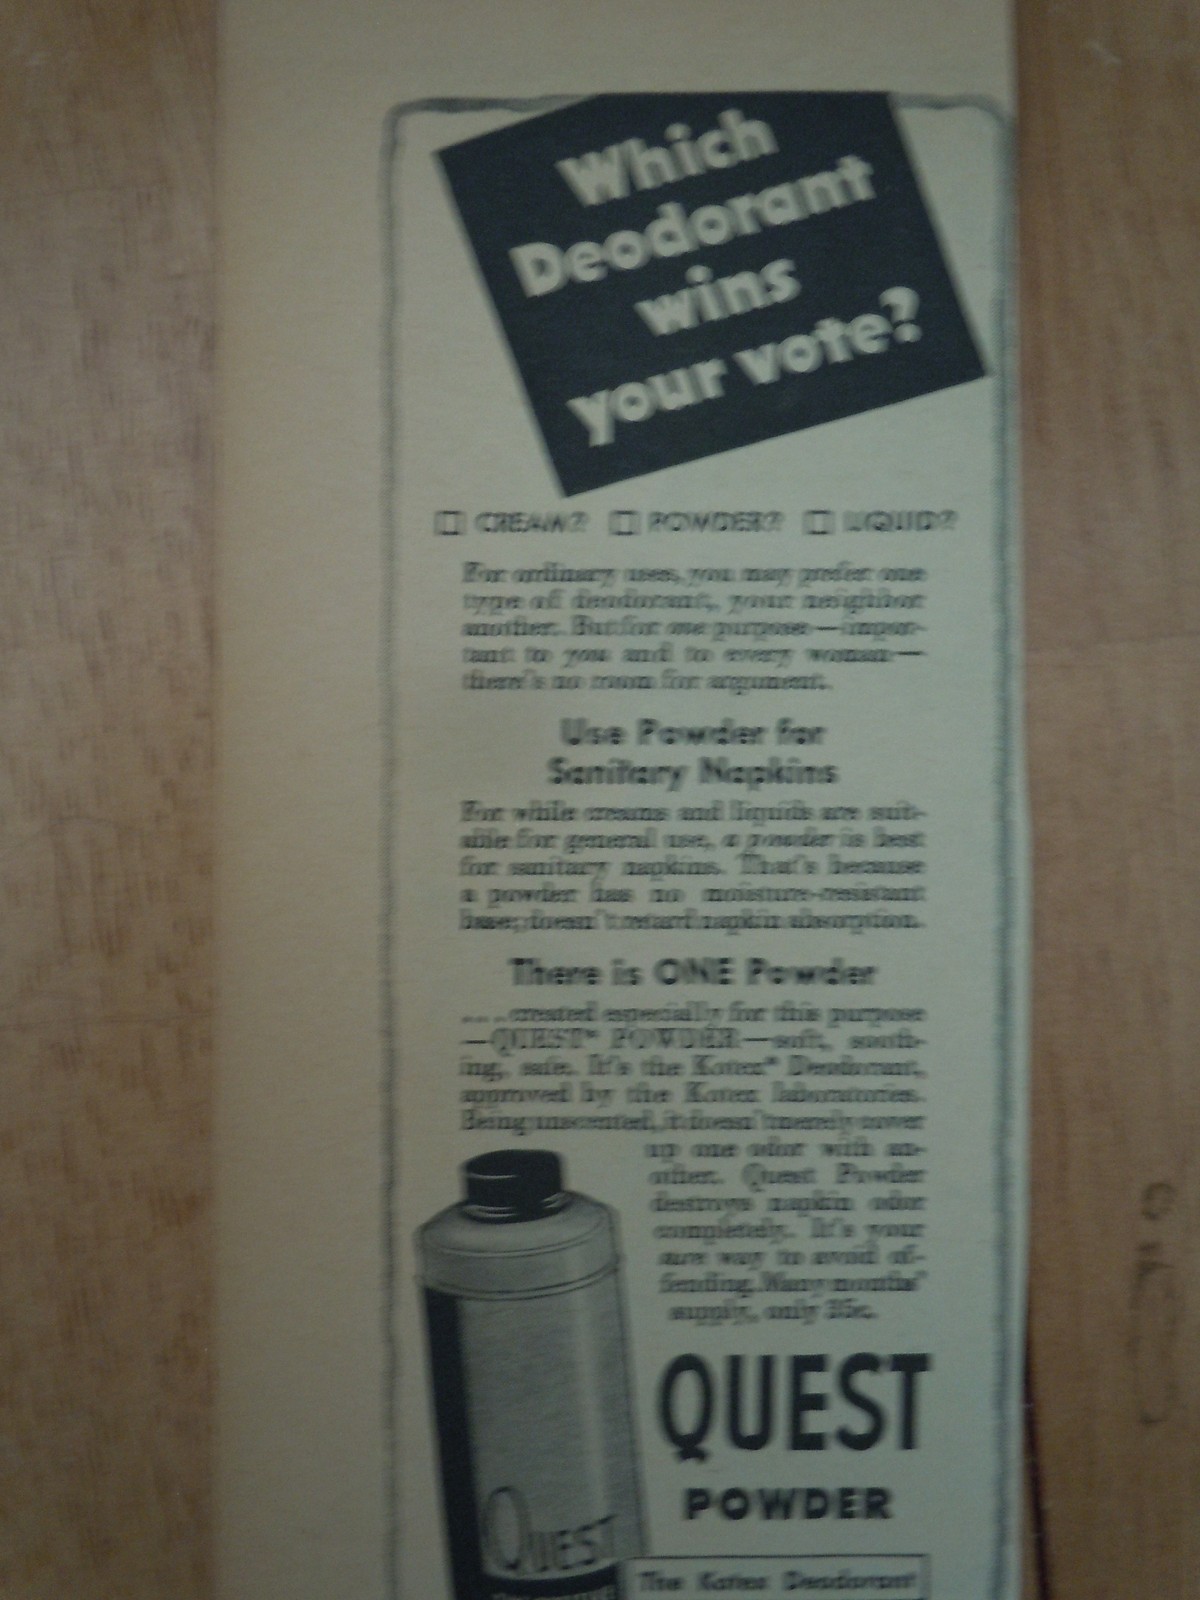 Which
Deodorant
wins
your vote?
□ CREAM? □ POWDER? □ LIQUID?
For ordinary uses, you may prefer one
type of deodorant, your neighbor
another. But for one purpose—impor-
tant to you and to every woman—
there's no room for argument.
Use Powder for
Sanitary Napkins
For while creams and liquids are suit-
able for general use, a powder is best
for sanitary napkins. That's because
a powder has no moisture-resistant
base; doesn't retard napkin absorption.
There is ONE Powder
....created especially for this purpose
—QUEST* POWDER—soft, sooth-
ing, safe. It's the Kotex* Deodorant,
approved by the Kotex laboratories.
Being unscented, it doesn't merely cover
up one odor with an-
other. Quest Powder
destroys napkin odor
completely. It's your
sure way to avoid of-
fending. Many months'
supply, only 35c.
QUEST
POWDER
QUEST
The Kotex Deodorant